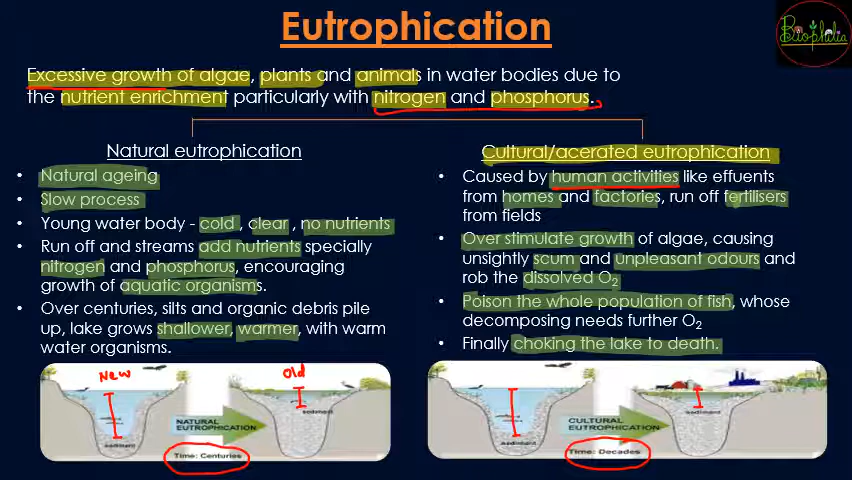 Eutrophication
Biophilia
Excessive growth of algae, plants and animals in water bodies due to
the nutrient enrichment particularly with nitrogen and phosphorus.
Natural eutrophication
• Natural ageing
• Slow process
• Young water body - cold , clear , no nutrients
• Run off and streams add nutrients specially
nitrogen and phosphorus, encouraging
growth of aquatic organisms.
• Over centuries, silts and organic debris pile
up, lake grows shallower, warmer, with warm
water organisms.
New
Old
sediment
NATURAL
EUTROPHICATION
sediment
Time: Centuries
Cultural/acerated eutrophication
• Caused by human activities like effuents
from homes and factories, run off fertilisers
from fields
• Over stimulate growth of algae, causing
unsightly scum and unpleasant odours and
rob the dissolved O2
• Poison the whole population of fish, whose
decomposing needs further O2
• Finally choking the lake to death.
sediment
CULTURAL
EUTROPHICATION
sediment
Time: Decades